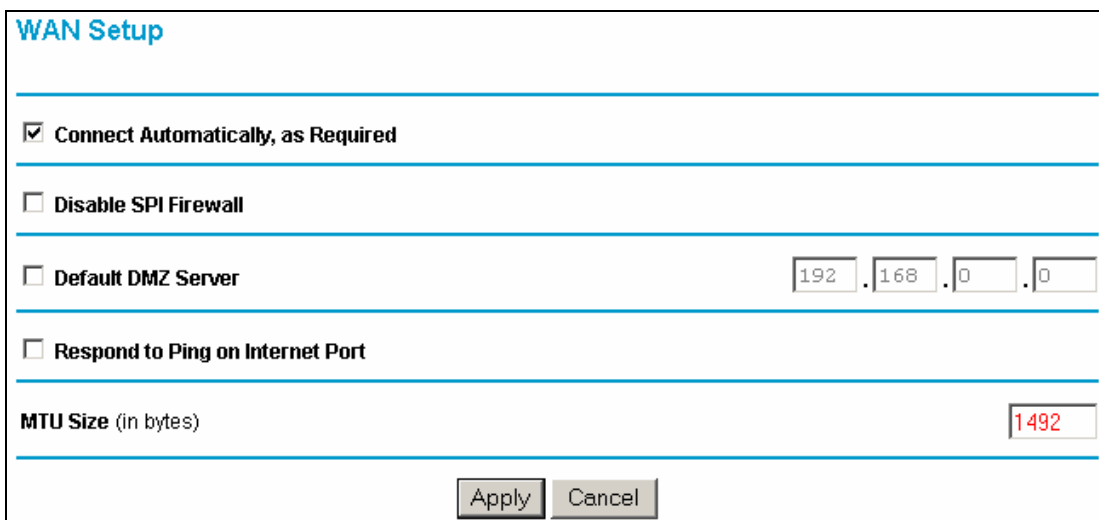 WAN Setup
Connect Automatically, as Required
Disable SPI Firewall
Default DMZ Server 192 . 168 . 0 . 0
Respond to Ping on Internet Port
MTU Size (in bytes) 1492
Apply Cancel